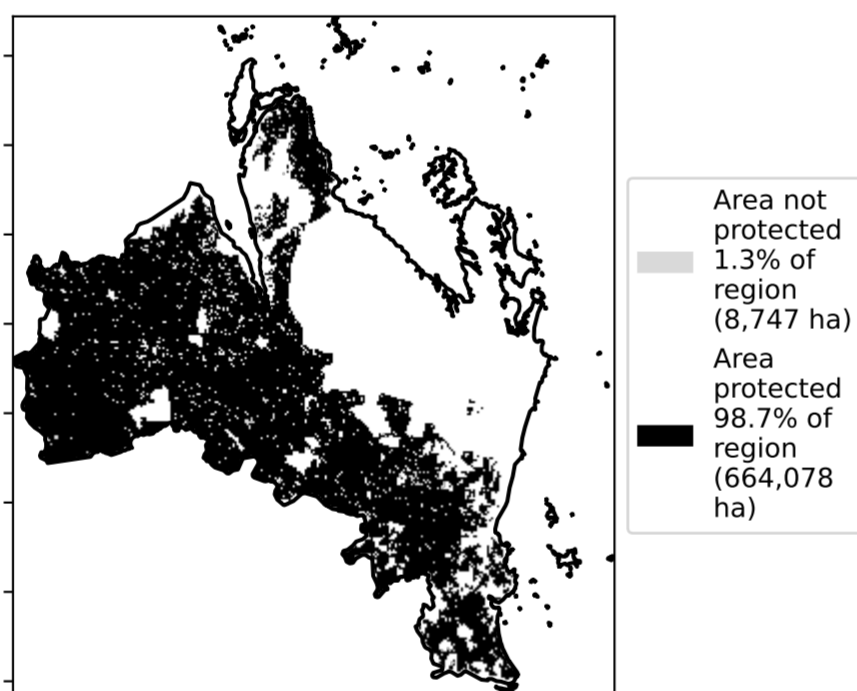 Area not
protected
1.3% of
region
(8,747 ha)
Area
protected
98.7% of
region
(664,078
ha)